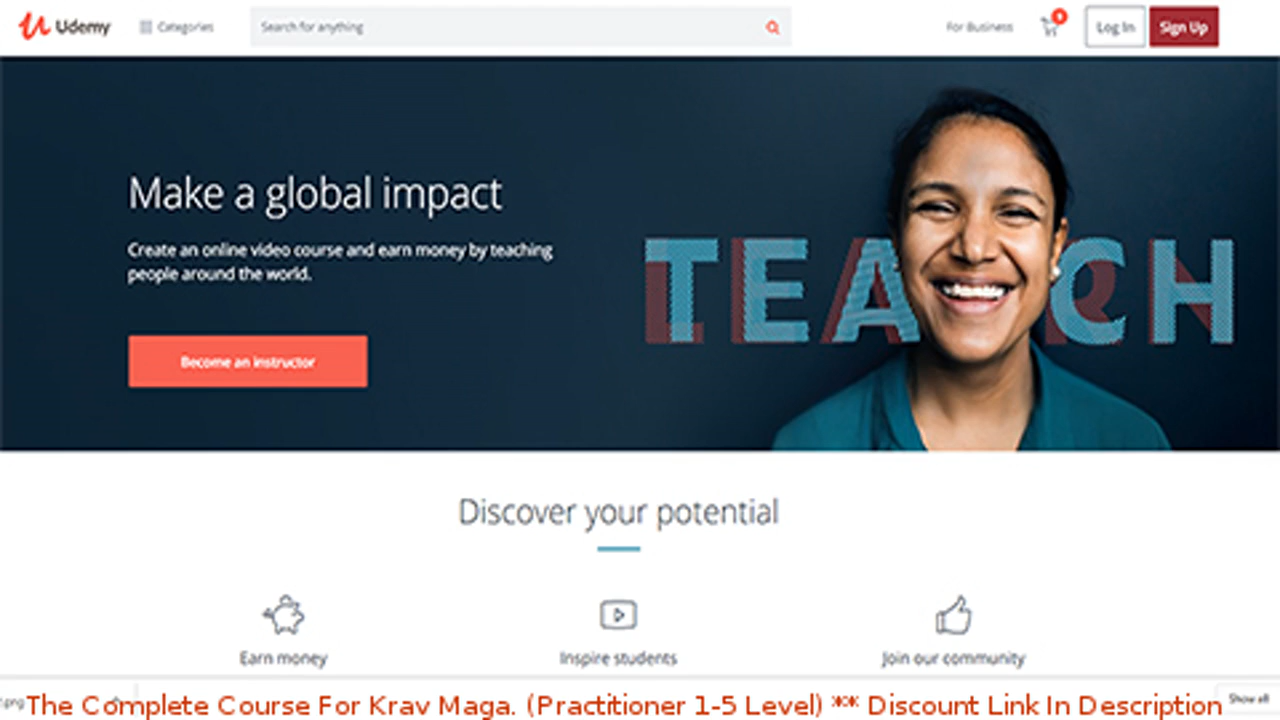 Udemy Categories Search for anything For Business Log In Sign Up
Make a global impact
Create an online video course and earn money by teaching
people around the world.
Become an instructor
TEACH
Discover your potential
Earn money Inspire students Join our community
.png The Complete Course For Krav Maga. (Practitioner 1-5 Level) ** Discount Link In Description Show all